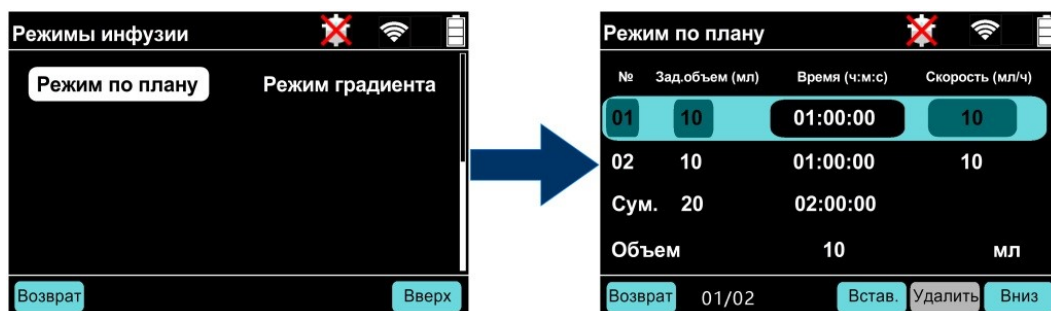 Режимы инфузии
Режим по плану Режим градиента
Возврат Вверх
Режим по плану
№ Зад.объем (мл) Время (ч:м:с) Скорость (мл/ч)
01 10 01:00:00 10
02 10 01:00:00 10
Сум. 20 02:00:00
Объем 10 мл
Возврат 01/02 Встав. Удалить Вниз